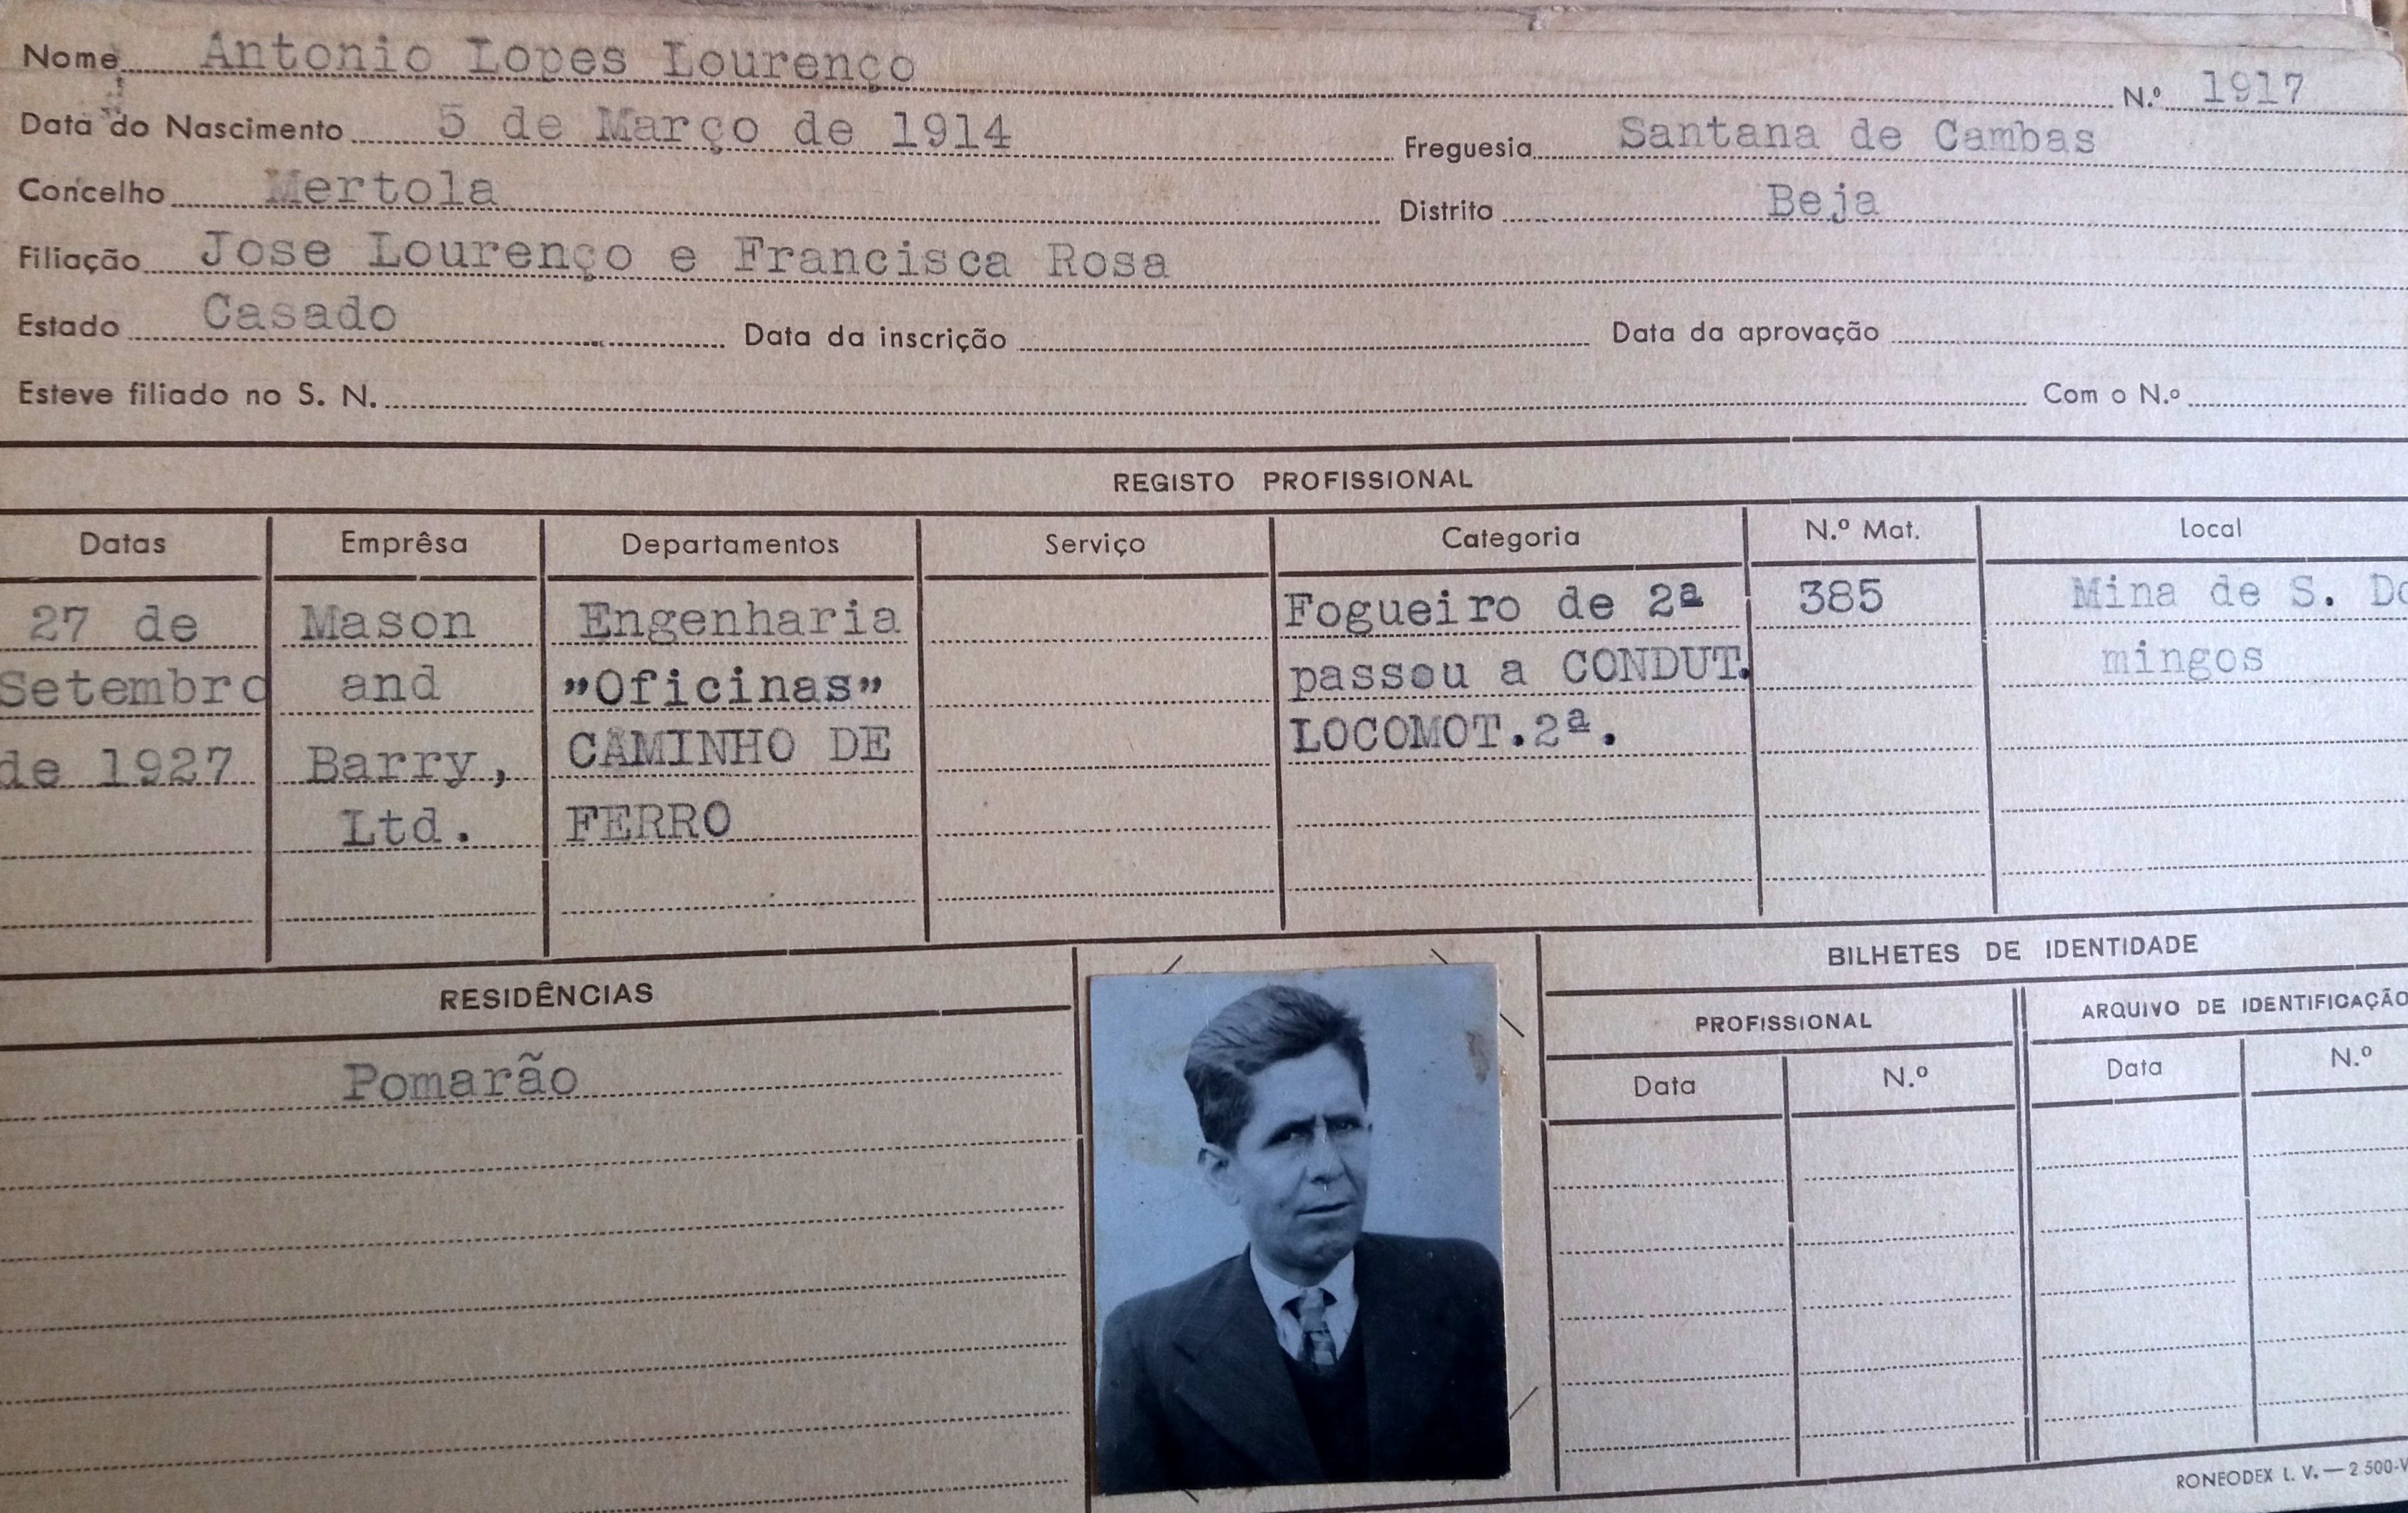 Nome Antonio Lopes Lourenço N.º 1917
Data do Nascimento 5 de Março de 1914 Freguesia Santana de Cambas
Concelho Mertola Distrito Beja
Filiação Jose Lourenço e Francisca Rosa
Estado Casado Data da inscrição Data da aprovação
Esteve filiado no S. N. Com o N.º
REGISTO PROFISSIONAL
Datas Emprêsa Departamentos Serviço Categoria N.º Mat. Local
27 de Mason Engenharia Fogueiro de 2ª 385 Mina de S. Do
Setembro and »Oficinas» passou a CONDUT. mingos
de 1927 Barry, CAMINHO DE LOCOMOT.2ª.
Ltd. FERRO
RESIDÊNCIAS BILHETES DE IDENTIDADE
PROFISSIONAL ARQUIVO DE IDENTIFICAÇÃO
Data N.º Data N.º
Pomarão
RONEODEX L. V. — 2 500-V